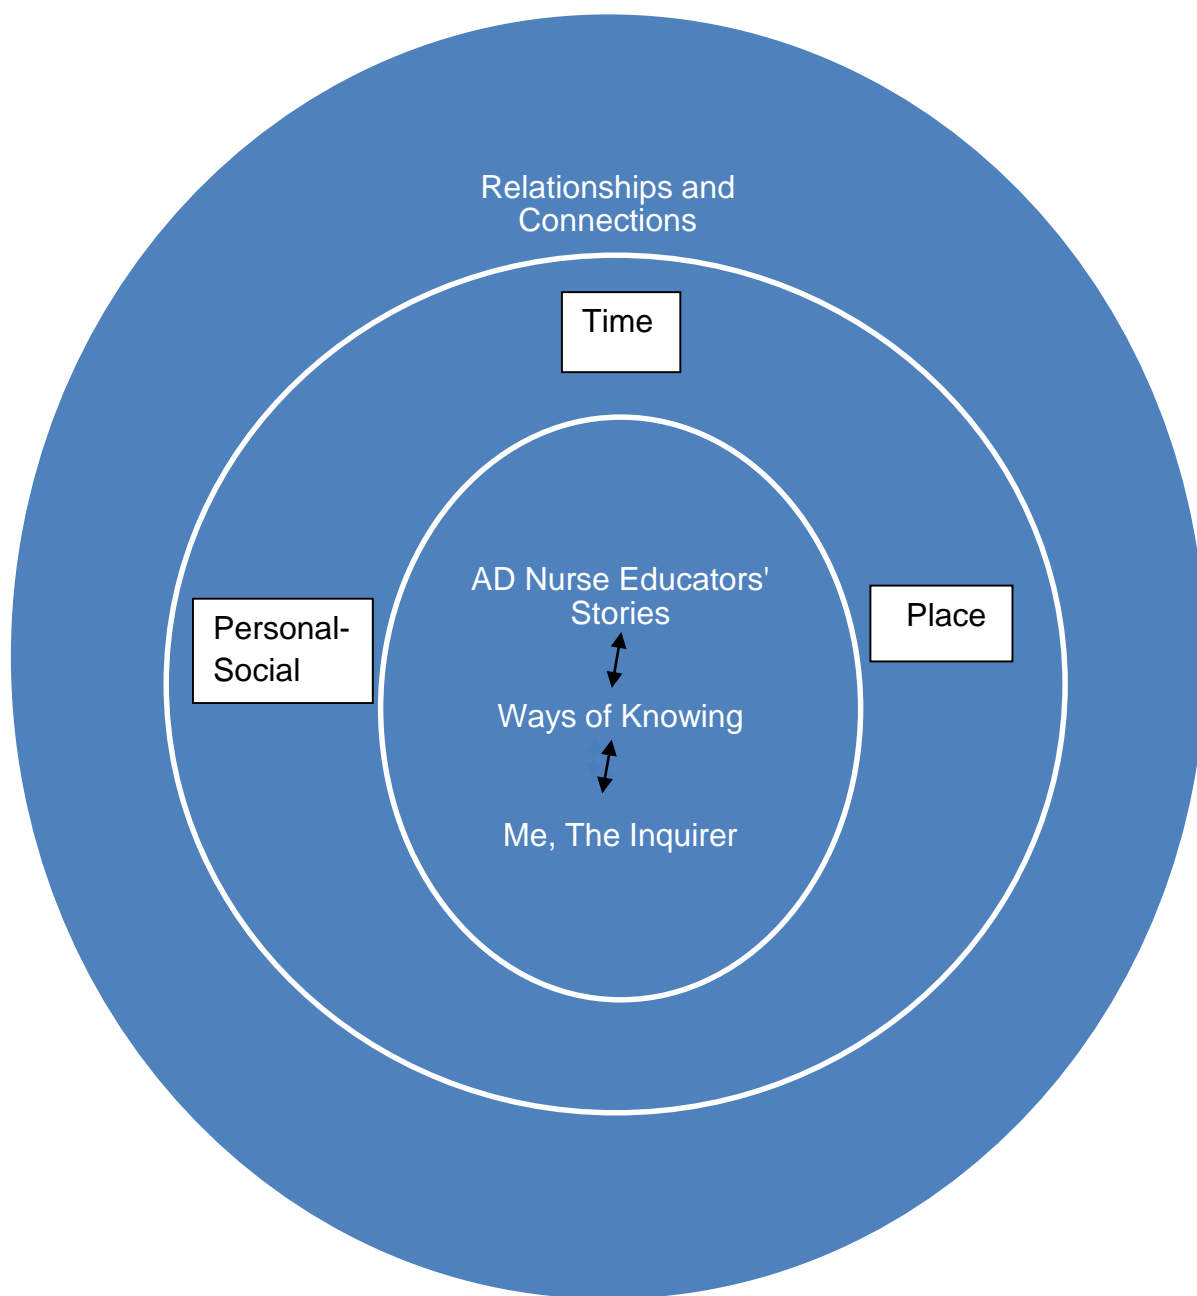 Relationships and
Connections
Time
Personal-
Social
AD Nurse Educators'
Stories
Place
Ways of Knowing
Me, The Inquirer